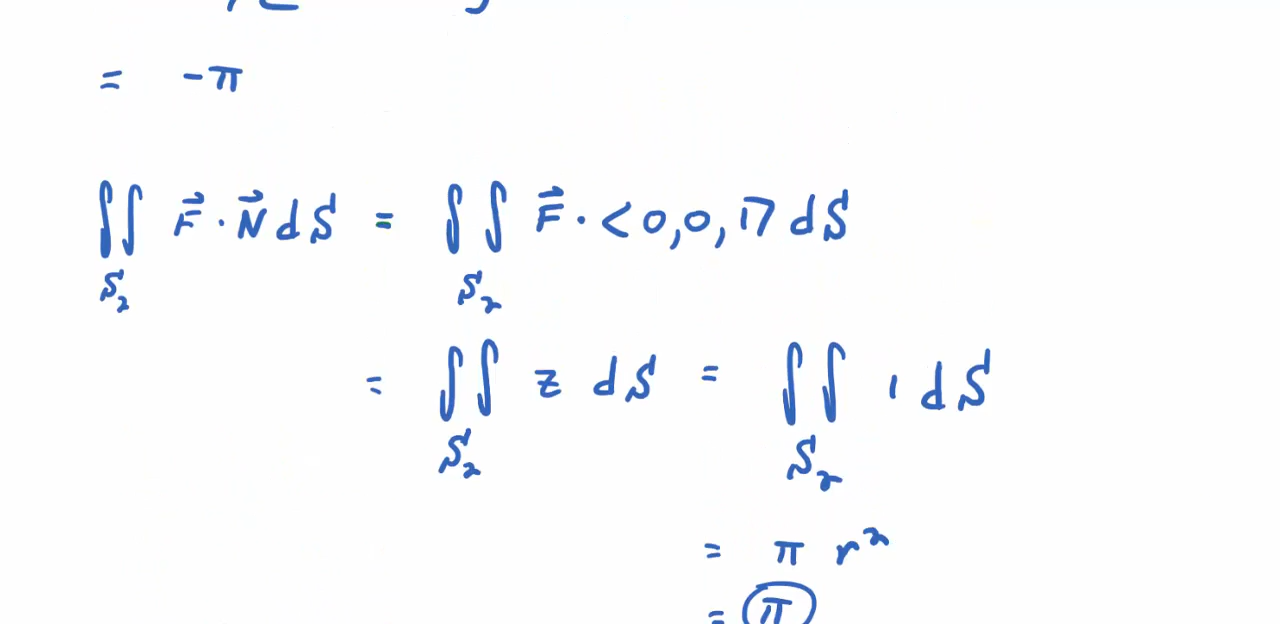 = -π
∬_{S₂} F⃗ · N⃗ dS = ∬_{S₂} F⃗ · <0,0,1> dS
= ∬_{S₂} z dS = ∬_{S₂} 1 dS
= π r²
= π